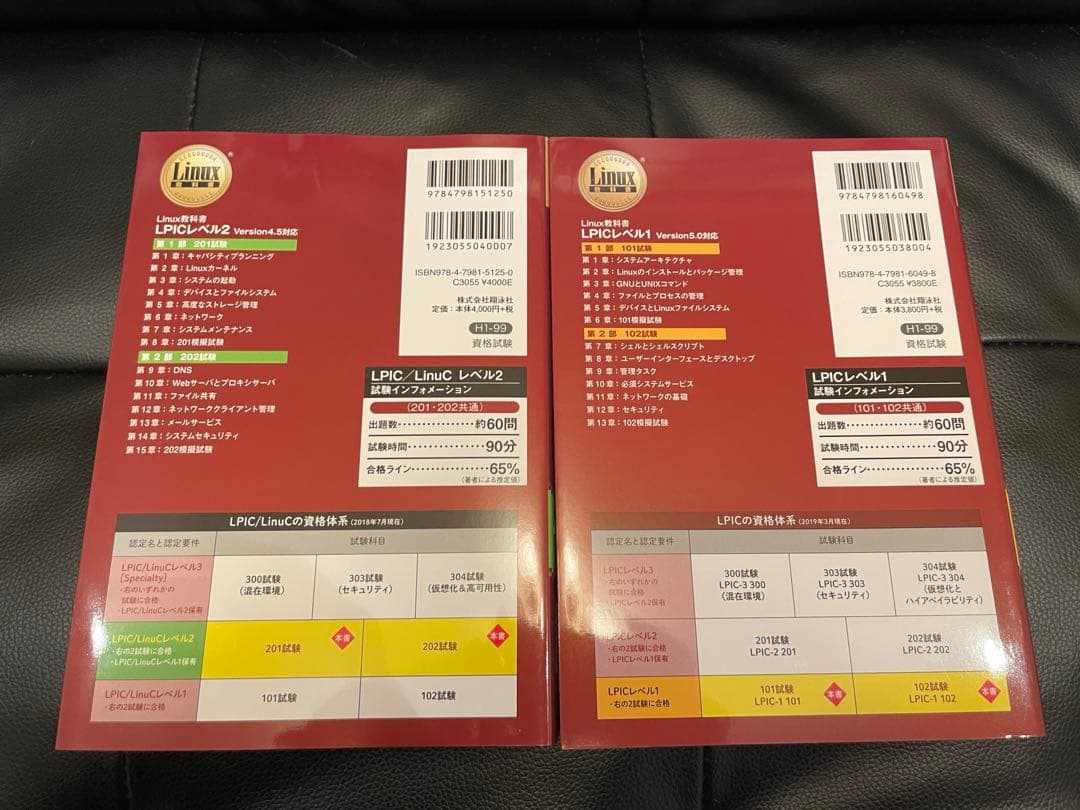 Linux
教科書
Linux教科書
LPICレベル2 Version4.5対応
第1部 201試験
第1章:キャパシティプランニング
第2章:Linuxカーネル
第3章:システムの起動
第4章:デバイスとファイルシステム
第5章:高度なストレージ管理
第6章:ネットワーク
第7章:システムメンテナンス
第8章:201模擬試験
第2部 202試験
第9章:DNS
第10章:Webサーバとプロキシサーバ
第11章:ファイル共有
第12章:ネットワーククライアント管理
第13章:メールサービス
第14章:システムセキュリティ
第15章:202模擬試験
9784798151250
1923055040007
ISBN978-4-7981-5125-0
C3055 ¥4000E
株式会社翔泳社
定価:本体4,000円+税
H1-99
資格試験
LPIC/LinuC レベル2
試験インフォメーション
(201・202共通)
出題数・・・・・・・・・・・・・・約60問
試験時間・・・・・・・・・・・・・・90分
合格ライン・・・・・・・・・・・・65%
(著者による推定値)
LPIC/LinuCの資格体系(2018年7月現在)
認定名と認定要件 試験科目
LPIC/LinuCレベル3
[Specialty]
・右のいずれかの
試験に合格
・LPIC/LinuCレベル2保有
300試験
(混在環境)
303試験
(セキュリティ)
304試験
(仮想化&高可用性)
LPIC/LinuCレベル2
・右の2試験に合格
・LPIC/LinuCレベル1保有
201試験 本書
202試験 本書
LPIC/LinuCレベル1
・右の2試験に合格
101試験
102試験
Linux
教科書
Linux教科書
LPICレベル1 Version5.0対応
第1部 101試験
第1章:システムアーキテクチャ
第2章:Linuxのインストールとパッケージ管理
第3章:GNUとUNIXコマンド
第4章:ファイルとプロセスの管理
第5章:デバイスとLinuxファイルシステム
第6章:101模擬試験
第2部 102試験
第7章:シェルとシェルスクリプト
第8章:ユーザーインターフェースとデスクトップ
第9章:管理タスク
第10章:必須システムサービス
第11章:ネットワークの基礎
第12章:セキュリティ
第13章:102模擬試験
9784798160498
1923055038004
ISBN978-4-7981-6049-8
C3055 ¥3800E
株式会社翔泳社
定価:本体3,800円+税
H1-99
資格試験
LPICレベル1
試験インフォメーション
(101・102共通)
出題数・・・・・・・・・・・・・・約60問
試験時間・・・・・・・・・・・・・・90分
合格ライン・・・・・・・・・・・・65%
(著者による推定値)
LPICの資格体系(2019年3月現在)
認定名と認定要件 試験科目
LPICレベル3
・右のいずれかの
試験に合格
・LPICレベル2保有
300試験
LPIC-3 300
(混在環境)
303試験
LPIC-3 303
(セキュリティ)
304試験
LPIC-3 304
(仮想化と
ハイアベイラビリティ)
LPICレベル2
・右の2試験に合格
・LPICレベル1保有
201試験
LPIC-2 201
202試験
LPIC-2 202
LPICレベル1
・右の2試験に合格
101試験
LPIC-1 101
本書
102試験
LPIC-1 102
本書